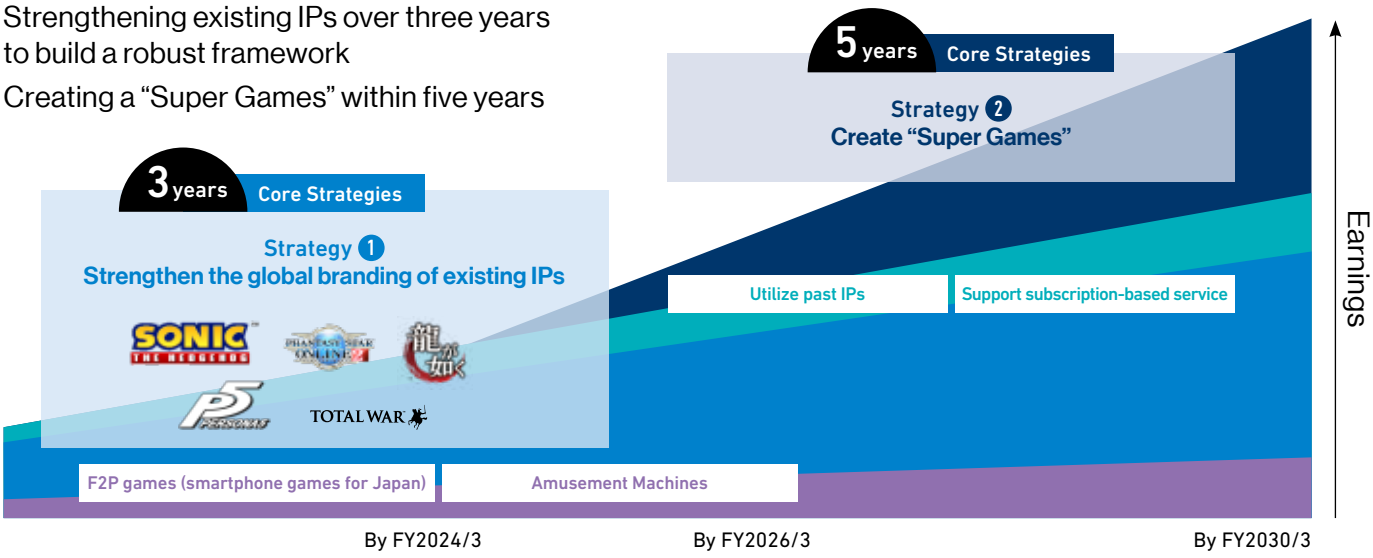 Strengthening existing IPs over three years
to build a robust framework
Creating a “Super Games” within five years
5 years Core Strategies
Strategy 2
Create “Super Games”
3 years Core Strategies
Strategy 1
Strengthen the global branding of existing IPs
SONIC
THE HEDGEHOG
PHANTASY STAR
ONLINE 2
龍が如く
P5
PERSONA5
TOTAL WAR
Utilize past IPs
Support subscription-based service
Earnings
F2P games (smartphone games for Japan)
Amusement Machines
By FY2024/3
By FY2026/3
By FY2030/3